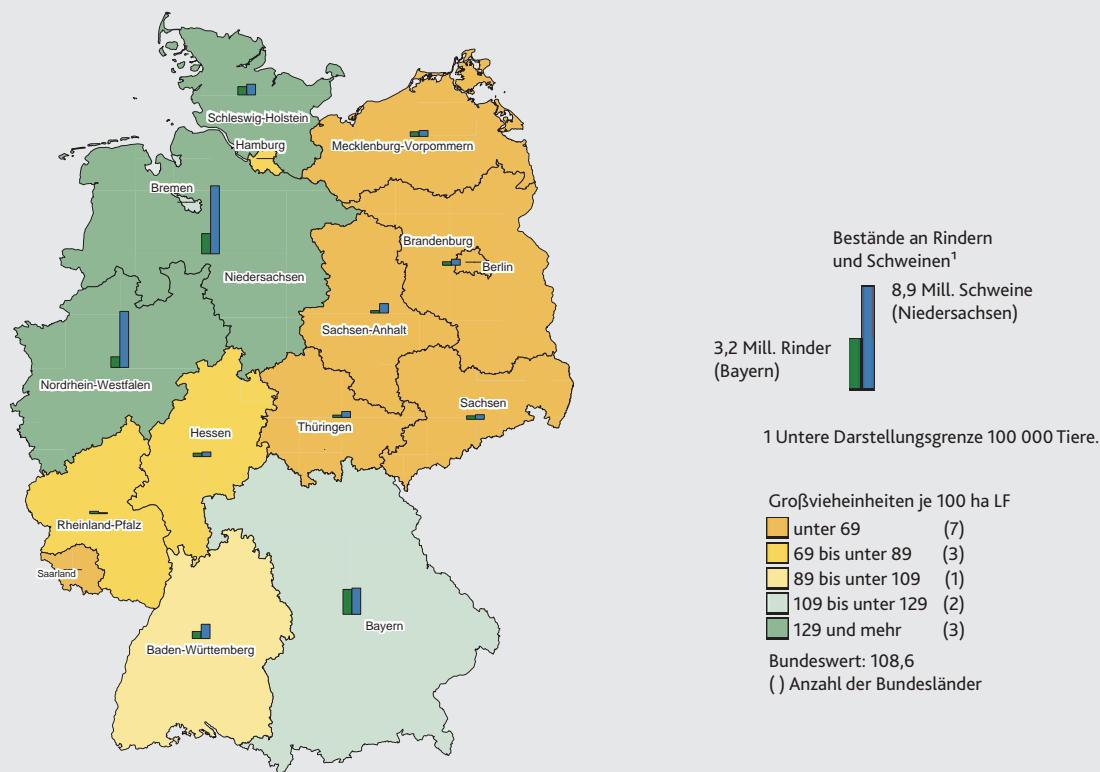 Schleswig-Holstein
Hamburg
Mecklenburg-Vorpommern
Bremen
Brandenburg
Berlin
Niedersachsen
Sachsen-Anhalt
Nordrhein-Westfalen
Sachsen
Thüringen
Hessen
Rheinland-Pfalz
Saarland
Bayern
Baden-Württemberg
Bestände an Rindern
und Schweinen¹
8,9 Mill. Schweine
(Niedersachsen)
3,2 Mill. Rinder
(Bayern)
1 Untere Darstellungsgrenze 100 000 Tiere.
Großvieheinheiten je 100 ha LF
unter 69 (7)
69 bis unter 89 (3)
89 bis unter 109 (1)
109 bis unter 129 (2)
129 und mehr (3)
Bundeswert: 108,6
( ) Anzahl der Bundesländer